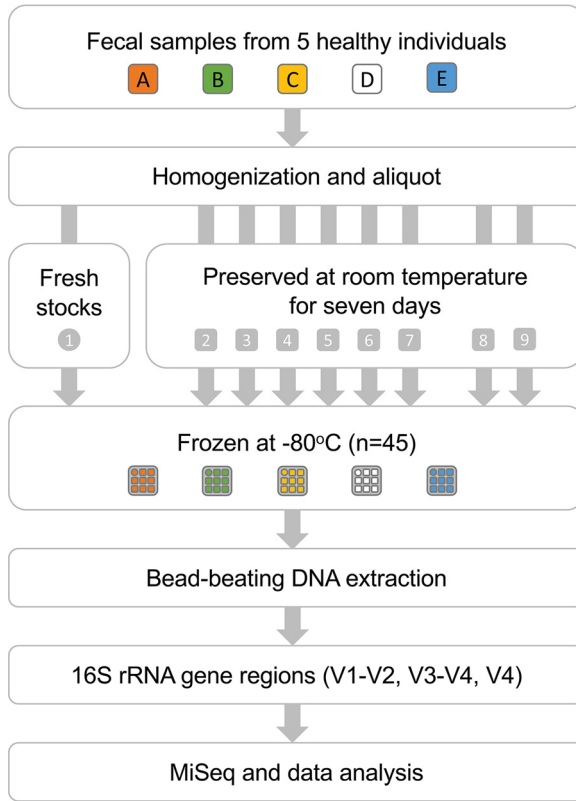 Fecal samples from 5 healthy individuals
A B C D E
Homogenization and aliquot
Fresh
stocks
1
Preserved at room temperature
for seven days
2 3 4 5 6 7 8 9
Frozen at -80ºC (n=45)
Bead-beating DNA extraction
16S rRNA gene regions (V1-V2, V3-V4, V4)
MiSeq and data analysis